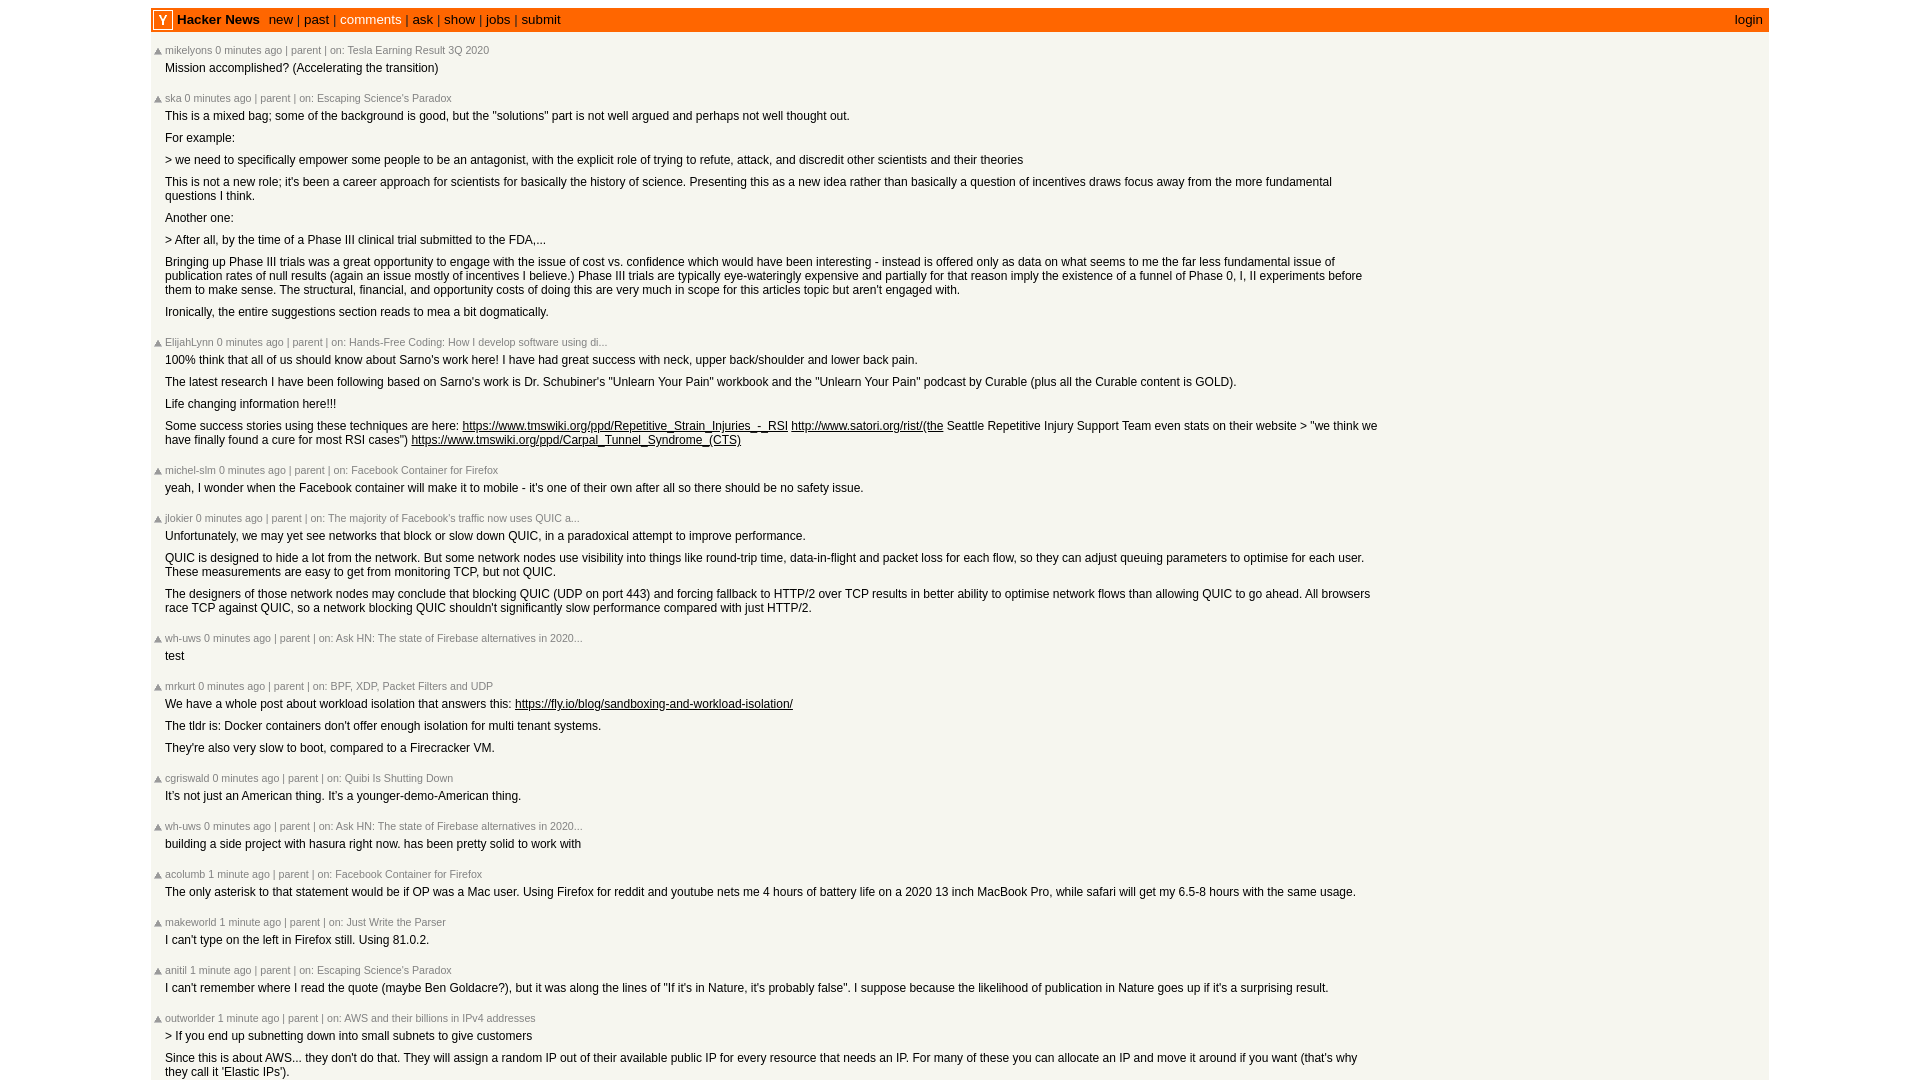 Y Hacker News new | past | comments | ask | show | jobs | submit login
mikelyons 0 minutes ago | parent | on: Tesla Earning Result 3Q 2020
Mission accomplished? (Accelerating the transition)
ska 0 minutes ago | parent | on: Escaping Science's Paradox
This is a mixed bag; some of the background is good, but the "solutions" part is not well argued and perhaps not well thought out.
For example:
> we need to specifically empower some people to be an antagonist, with the explicit role of trying to refute, attack, and discredit other scientists and their theories
This is not a new role; it's been a career approach for scientists for basically the history of science. Presenting this as a new idea rather than basically a question of incentives draws focus away from the more fundamental
questions I think.
Another one:
> After all, by the time of a Phase III clinical trial submitted to the FDA,...
Bringing up Phase III trials was a great opportunity to engage with the issue of cost vs. confidence which would have been interesting - instead is offered only as data on what seems to me the far less fundamental issue of
publication rates of null results (again an issue mostly of incentives I believe.) Phase III trials are typically eye-wateringly expensive and partially for that reason imply the existence of a funnel of Phase 0, I, II experiments before
them to make sense. The structural, financial, and opportunity costs of doing this are very much in scope for this articles topic but aren't engaged with.
Ironically, the entire suggestions section reads to mea a bit dogmatically.
ElijahLynn 0 minutes ago | parent | on: Hands-Free Coding: How I develop software using di...
100% think that all of us should know about Sarno's work here! I have had great success with neck, upper back/shoulder and lower back pain.
The latest research I have been following based on Sarno's work is Dr. Schubiner's "Unlearn Your Pain" workbook and the "Unlearn Your Pain" podcast by Curable (plus all the Curable content is GOLD).
Life changing information here!!!
Some success stories using these techniques are here: https://www.tmswiki.org/ppd/Repetitive_Strain_Injuries_-_RSI http://www.satori.org/rist/(the Seattle Repetitive Injury Support Team even stats on their website > "we think we
have finally found a cure for most RSI cases") https://www.tmswiki.org/ppd/Carpal_Tunnel_Syndrome_(CTS)
michel-slm 0 minutes ago | parent | on: Facebook Container for Firefox
yeah, I wonder when the Facebook container will make it to mobile - it's one of their own after all so there should be no safety issue.
jlokier 0 minutes ago | parent | on: The majority of Facebook's traffic now uses QUIC a...
Unfortunately, we may yet see networks that block or slow down QUIC, in a paradoxical attempt to improve performance.
QUIC is designed to hide a lot from the network. But some network nodes use visibility into things like round-trip time, data-in-flight and packet loss for each flow, so they can adjust queuing parameters to optimise for each user.
These measurements are easy to get from monitoring TCP, but not QUIC.
The designers of those network nodes may conclude that blocking QUIC (UDP on port 443) and forcing fallback to HTTP/2 over TCP results in better ability to optimise network flows than allowing QUIC to go ahead. All browsers
race TCP against QUIC, so a network blocking QUIC shouldn't significantly slow performance compared with just HTTP/2.
wh-uws 0 minutes ago | parent | on: Ask HN: The state of Firebase alternatives in 2020...
test
mrkurt 0 minutes ago | parent | on: BPF, XDP, Packet Filters and UDP
We have a whole post about workload isolation that answers this: https://fly.io/blog/sandboxing-and-workload-isolation/
The tldr is: Docker containers don't offer enough isolation for multi tenant systems.
They're also very slow to boot, compared to a Firecracker VM.
cgriswald 0 minutes ago | parent | on: Quibi Is Shutting Down
It’s not just an American thing. It’s a younger-demo-American thing.
wh-uws 0 minutes ago | parent | on: Ask HN: The state of Firebase alternatives in 2020...
building a side project with hasura right now. has been pretty solid to work with
acolumb 1 minute ago | parent | on: Facebook Container for Firefox
The only asterisk to that statement would be if OP was a Mac user. Using Firefox for reddit and youtube nets me 4 hours of battery life on a 2020 13 inch MacBook Pro, while safari will get my 6.5-8 hours with the same usage.
makeworld 1 minute ago | parent | on: Just Write the Parser
I can't type on the left in Firefox still. Using 81.0.2.
anitil 1 minute ago | parent | on: Escaping Science's Paradox
I can't remember where I read the quote (maybe Ben Goldacre?), but it was along the lines of "If it's in Nature, it's probably false". I suppose because the likelihood of publication in Nature goes up if it's a surprising result.
outworlder 1 minute ago | parent | on: AWS and their billions in IPv4 addresses
> If you end up subnetting down into small subnets to give customers
Since this is about AWS... they don't do that. They will assign a random IP out of their available public IP for every resource that needs an IP. For many of these you can allocate an IP and move it around if you want (that's why
they call it 'Elastic IPs').